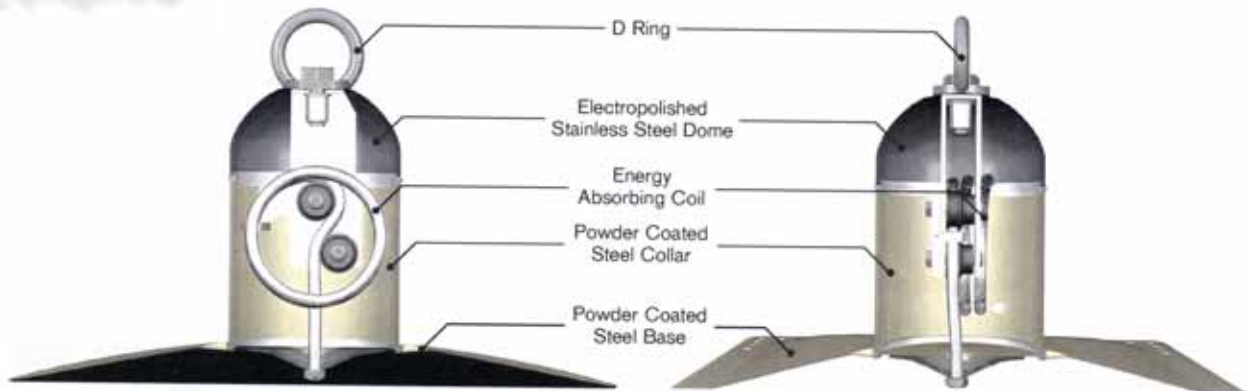 D Ring
Electropolished
Stainless Steel Dome
Energy
Absorbing Coil
Powder Coated
Steel Collar
Powder Coated
Steel Base